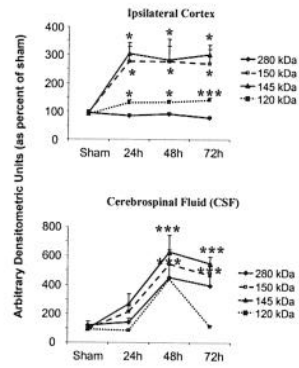 Ipsilateral Cortex
400
300
200
100
0
* * *
* * *
* * ***
280 kDa
150 kDa
145 kDa
120 kDa
Sham 24h 48h 72h
Arbitrary Densitometric Units (as percent of sham)
Cerebrospinal Fluid (CSF)
800
600
400
200
0
*** ***
*** ***
280 kDa
150 kDa
145 kDa
120 kDa
Sham 24h 48h 72h